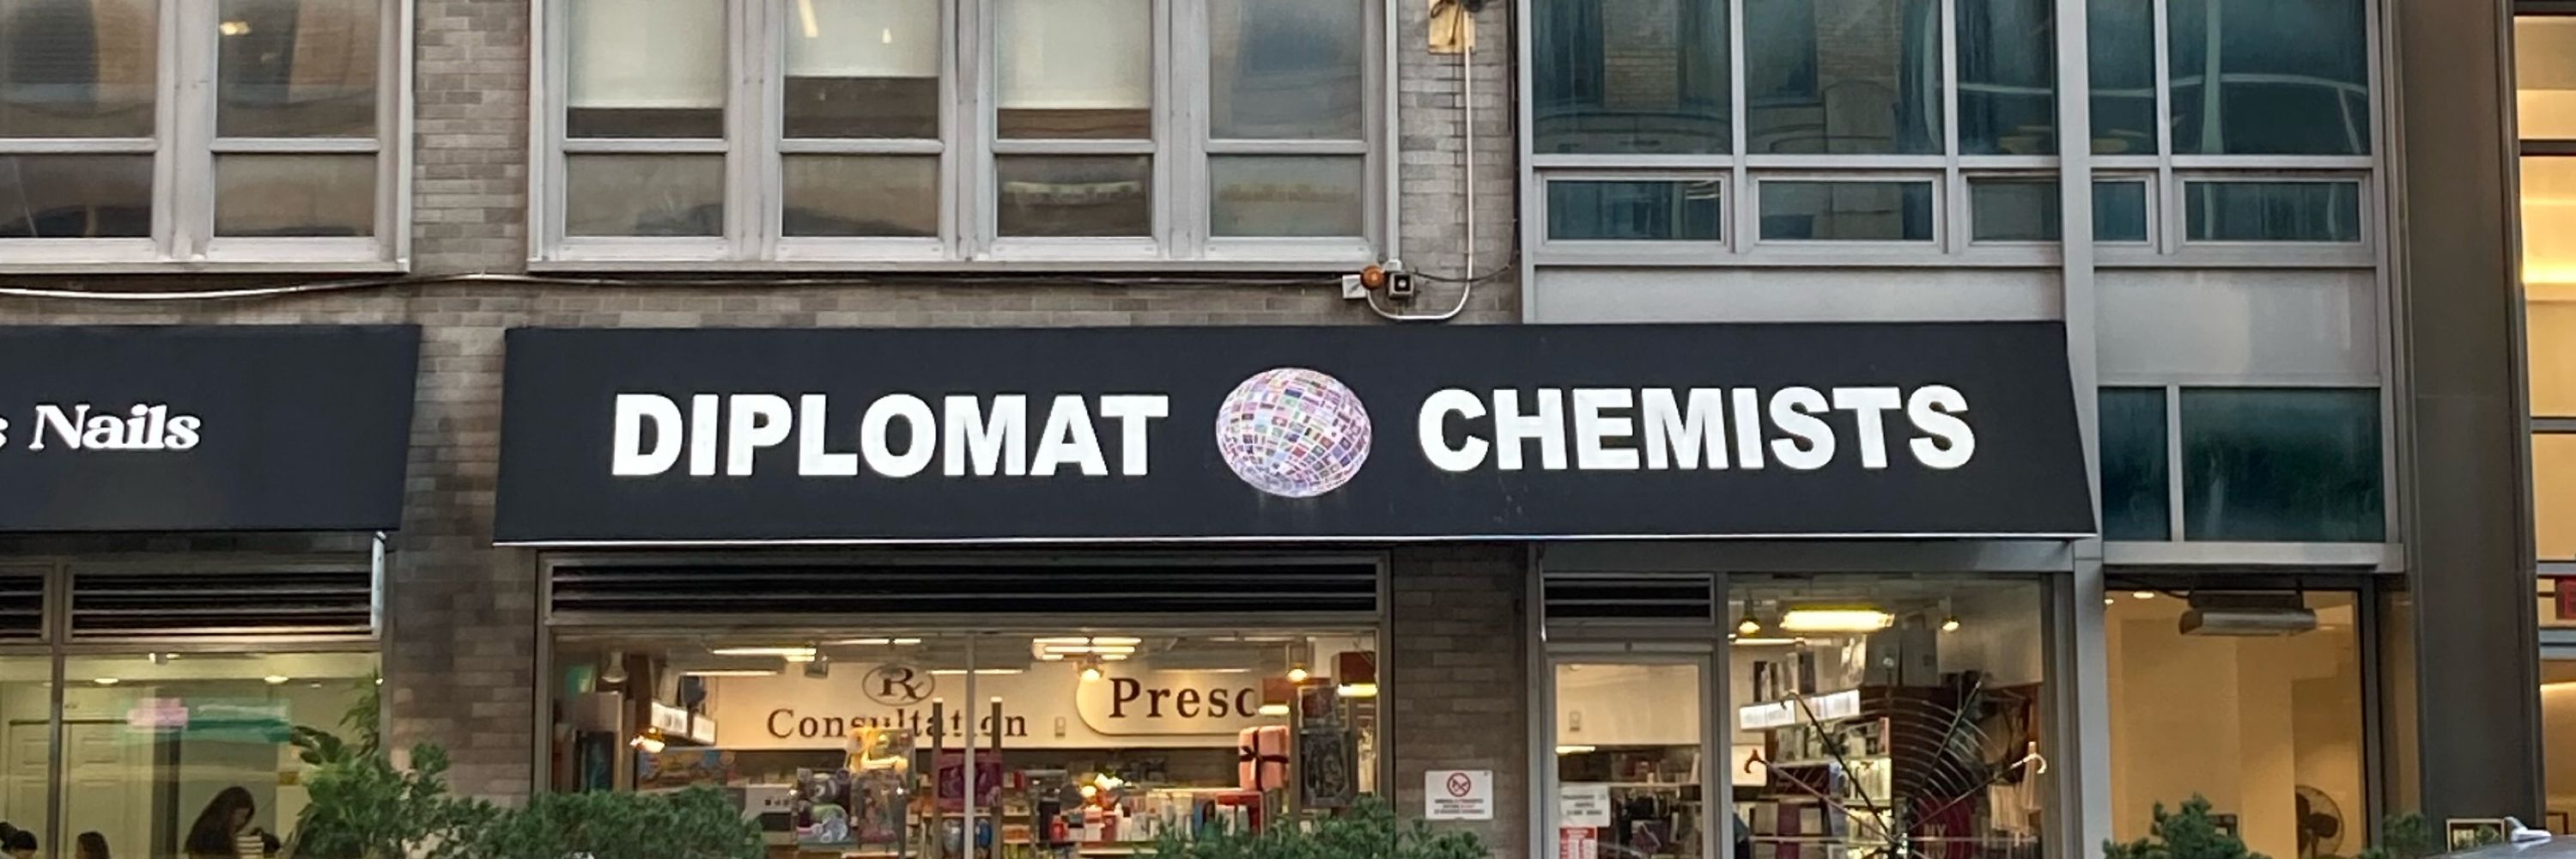 Nails
DIPLOMAT CHEMISTS
Rx
Consultation
Presc